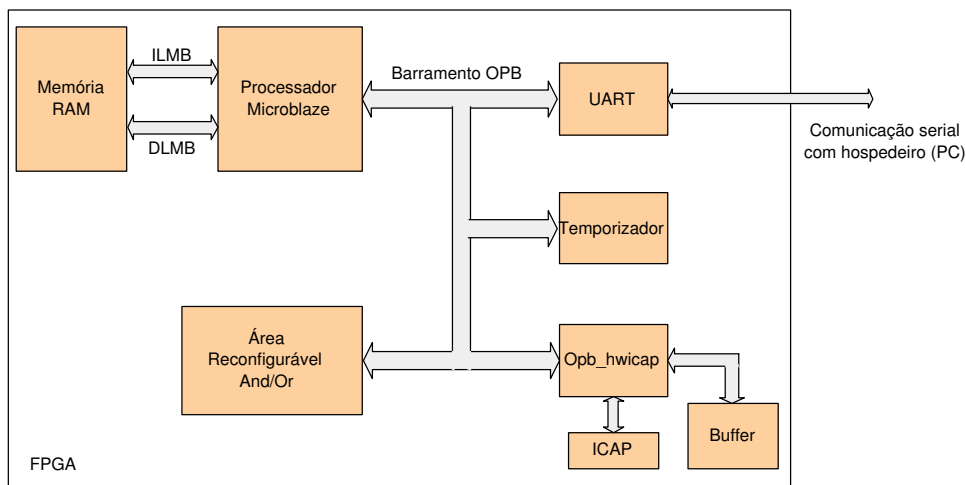 ILMB
Memória
RAM
Processador
Microblaze
DLMB
Barramento OPB
UART
Comunicação serial
com hospedeiro (PC)
Temporizador
Área
Reconfigurável
And/Or
Opb_hwicap
ICAP
Buffer
FPGA